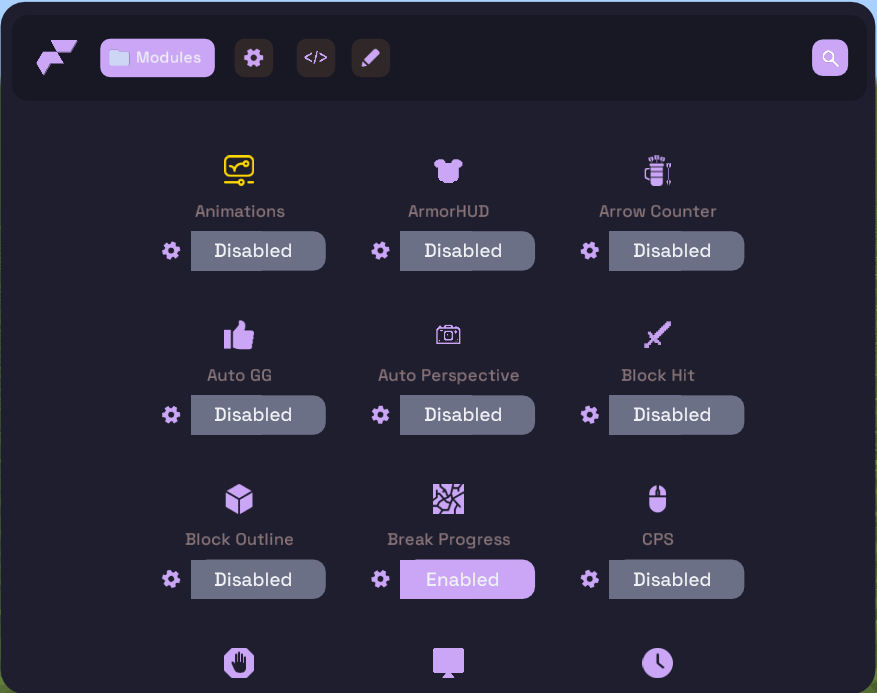 Modules
</>
Animations
ArmorHUD
Arrow Counter
Disabled
Disabled
Disabled
Auto GG
Auto Perspective
Block Hit
Disabled
Disabled
Disabled
Block Outline
Break Progress
CPS
Disabled
Enabled
Disabled